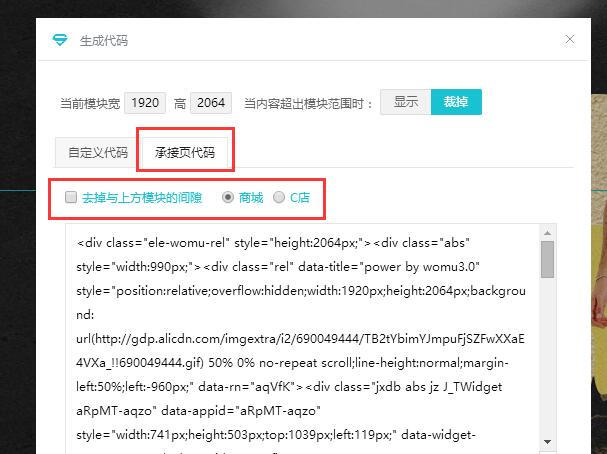 生成代码
当前模块宽 1920 高 2064 当内容超出模块范围时： 显示 裁掉
自定义代码 承接页代码
去掉与上方模块的间隙 商城 C店
<div class="ele-womu-rel" style="height:2064px;"><div class="abs"
style="width:990px;"><div class="rel" data-title="power by womu3.0"
style="position:relative;overflow:hidden;width:1920px;height:2064px;backgroun
d:
url(http://gdp.alicdn.com/imgextra/i2/690049444/TB2tYbimYJmpuFjSZFwXXaE
4VXa_!!690049444.gif) 50% 0% no-repeat scroll;line-height:normal;margin-
left:50%;left:-960px;" data-rn="aqVfK"><div class="jxdb abs jz J_TWidget
aRpMT-aqzo" data-appid="aRpMT-aqzo"
style="width:741px;height:503px;top:1039px;left:119px;" data-widget-